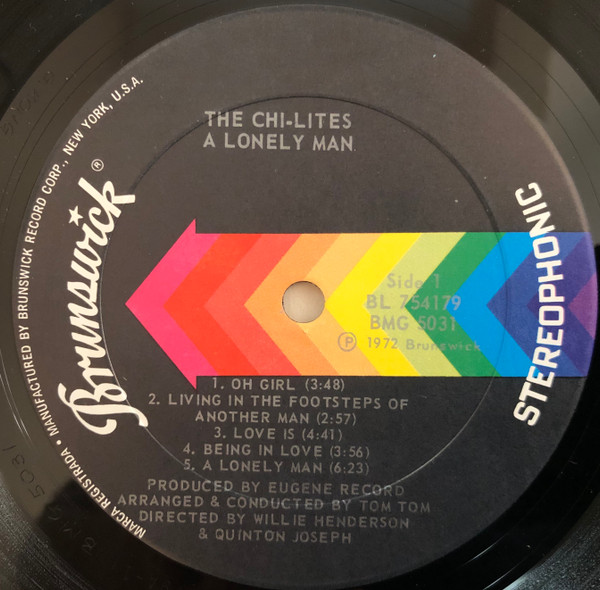 THE CHI-LITES
A LONELY MAN
Brunswick®
STEREOPHONIC
Side 1
BL 754179
BMG 5031
Ⓟ 1972 Brunswick
1. OH GIRL (3:48)
2. LIVING IN THE FOOTSTEPS OF
ANOTHER MAN (2:57)
3. LOVE IS (4:41)
4. BEING IN LOVE (3:56)
5. A LONELY MAN (6:23)
PRODUCED BY EUGENE RECORD
ARRANGED & CONDUCTED BY TOM TOM
DIRECTED BY WILLIE HENDERSON
& QUINTON JOSEPH
MARCA REGISTRADA • MANUFACTURED BY BRUNSWICK RECORD CORP., NEW YORK, U.S.A.
BMG 5031